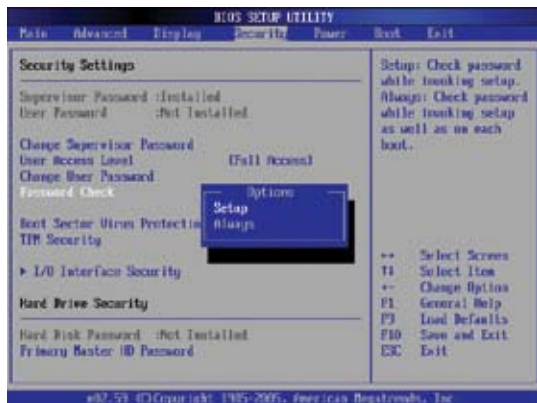 BIOS SETUP UTILITY
Main Advanced Display Security Power Boot Exit
Security Settings
Supervisor Password :Installed
User Password :Not Installed
Change Supervisor Password
User Access Level [Full Access]
Change User Password
Password Check
Boot Sector Virus Protection
TPM Security
▶ I/O Interface Security
Hard Drive Security
Hard Disk Password :Not Installed
Primary Master HD Password
Options
Setup
Always
Setup: Check password
while invoking setup.
Always: Check password
while invoking setup
as well as on each
boot.
↔ Select Screen
↑↓ Select Item
+- Change Option
F1 General Help
F9 Load Defaults
F10 Save and Exit
ESC Exit
v02.59 (C)Copyright 1985-2005, American Megatrends, Inc